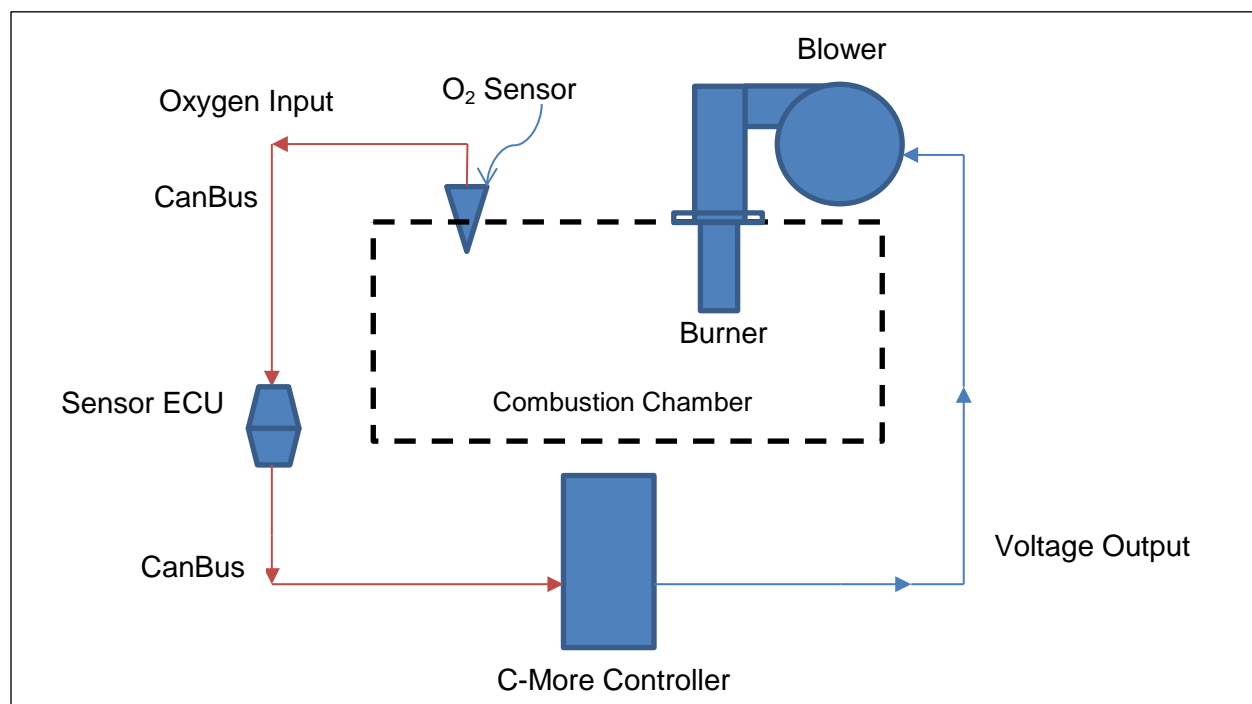 Blower
O₂ Sensor
Oxygen Input
CanBus
Burner
Sensor ECU
Combustion Chamber
Voltage Output
CanBus
C-More Controller